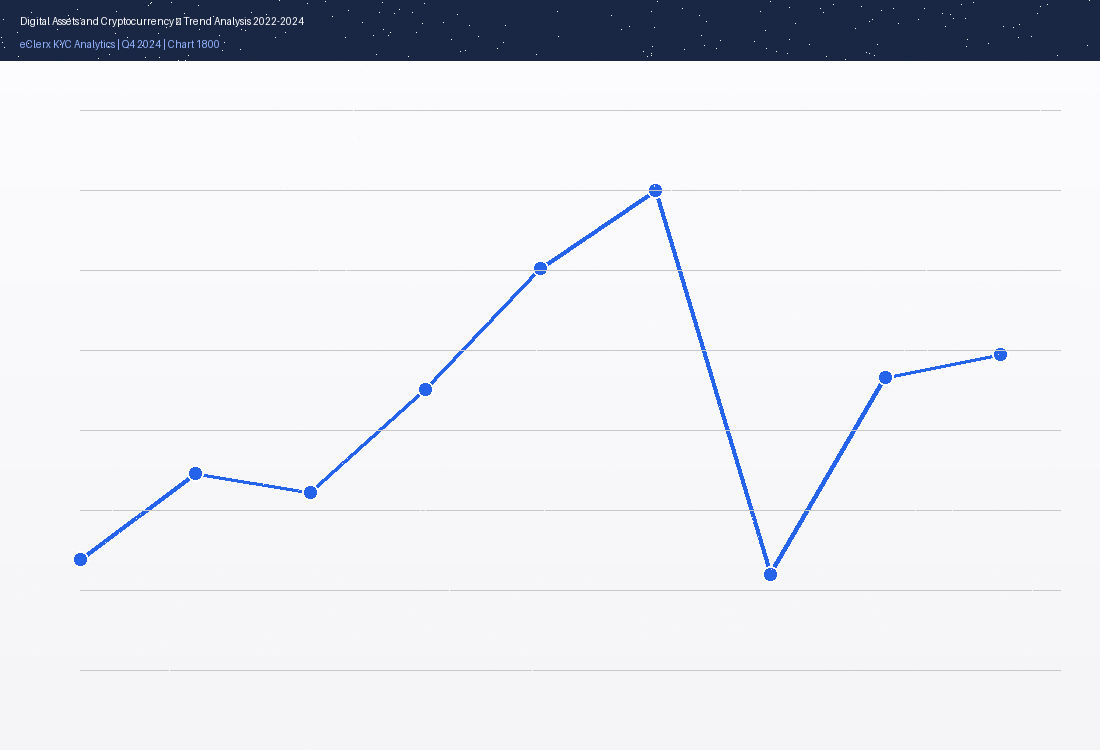 Digital Assets and Cryptocurrency � Trend Analysis 2022-2024
eClerx KYC Analytics | Q4 2024 | Chart 1800